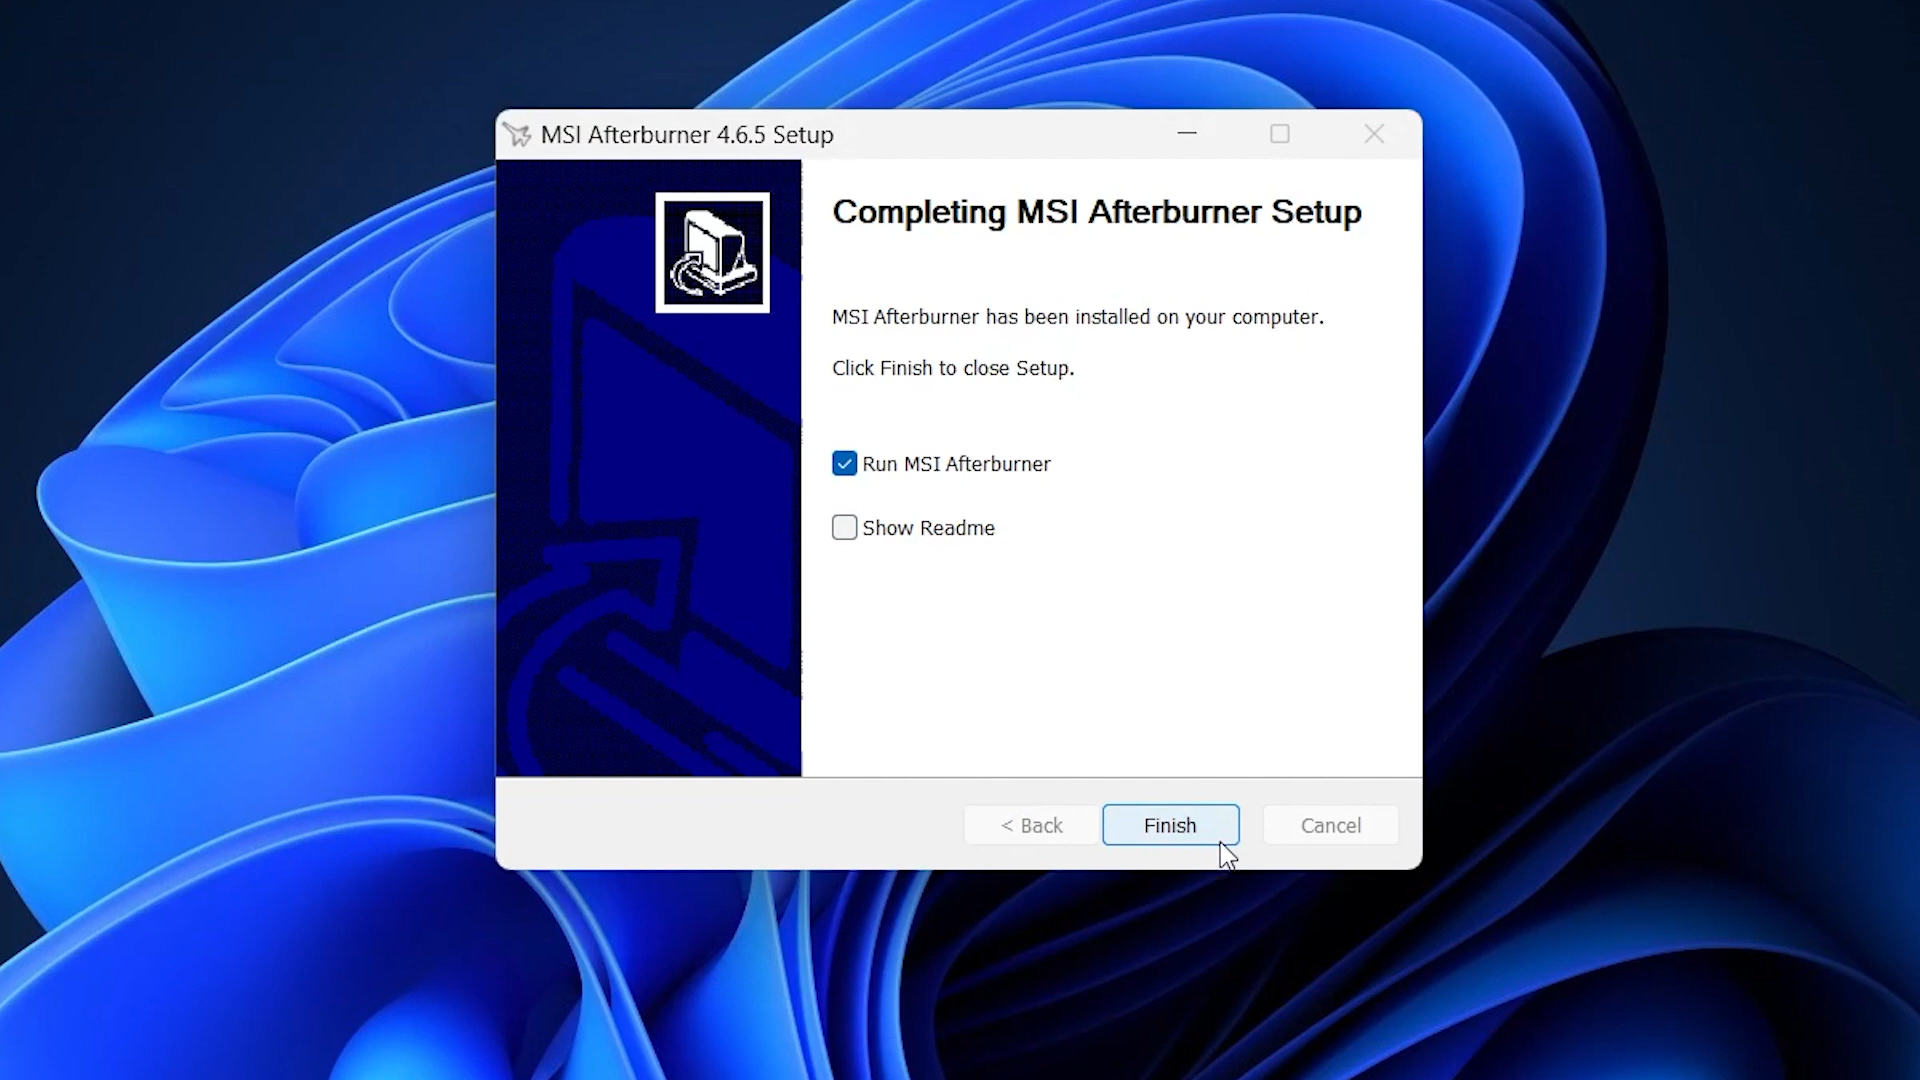 MSI Afterburner 4.6.5 Setup
Completing MSI Afterburner Setup
MSI Afterburner has been installed on your computer.
Click Finish to close Setup.
Run MSI Afterburner
Show Readme
< Back
Finish
Cancel